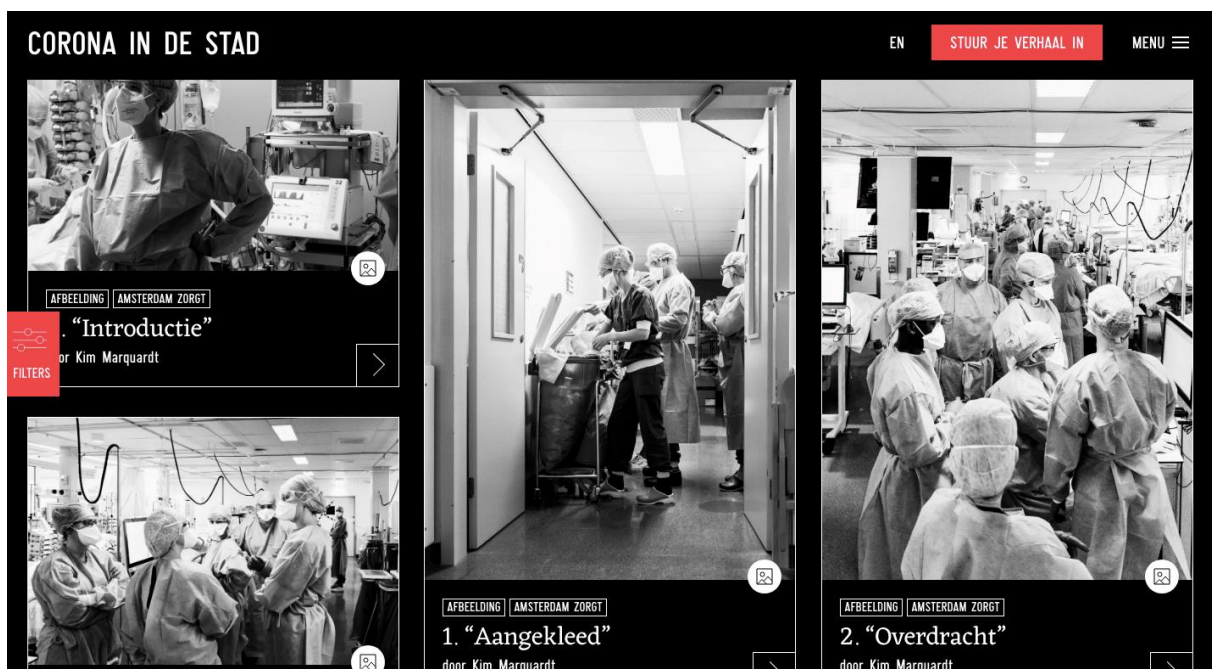 CORONA IN DE STAD
EN
STUUR JE VERHAAL IN
MENU
AFBEELDING AMSTERDAM ZORGT
. “Introductie”
Kim Marquardt
FILTERS
AFBEELDING AMSTERDAM ZORGT
1. “Aangekleed”
door Kim Marquardt
AFBEELDING AMSTERDAM ZORGT
2. “Overdracht”
door Kim Marquardt